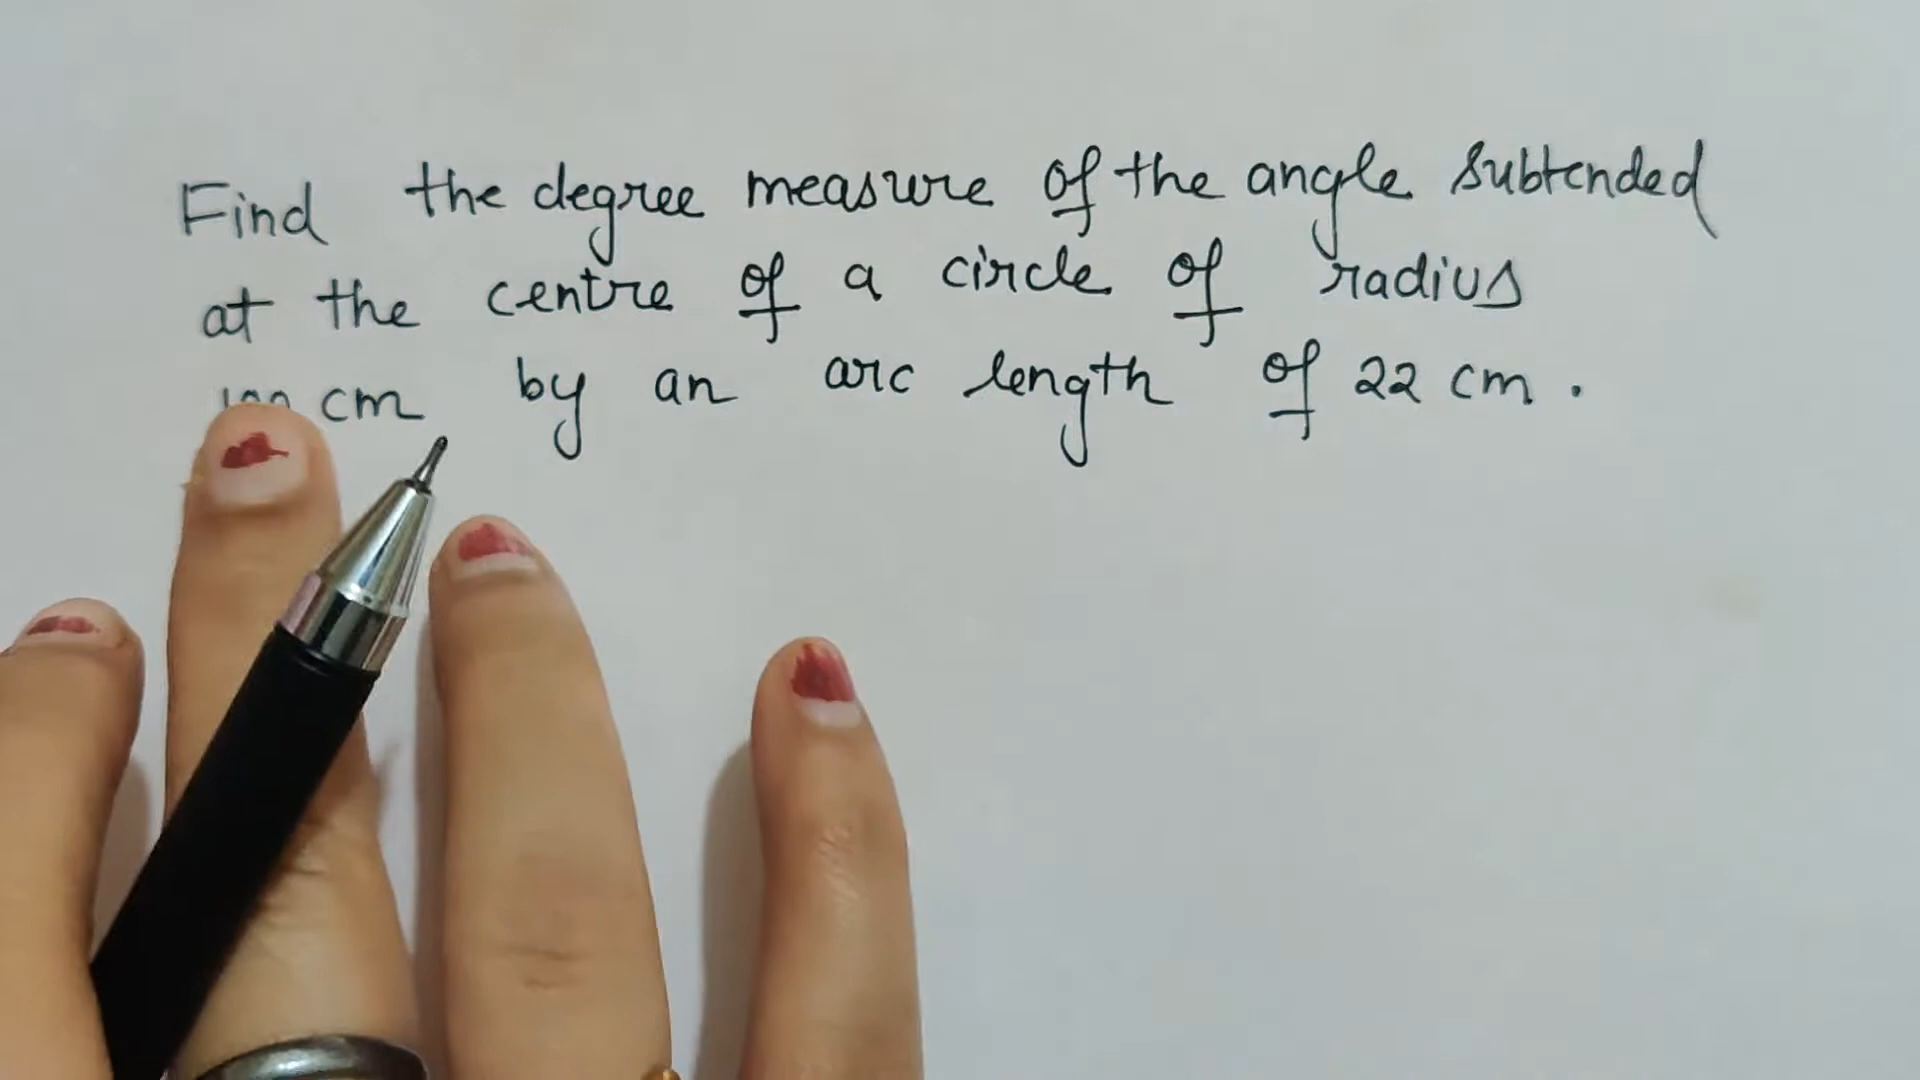 Find the degree measure of the angle subtended
at the centre of a circle of radius
cm by an arc length of 22 cm.